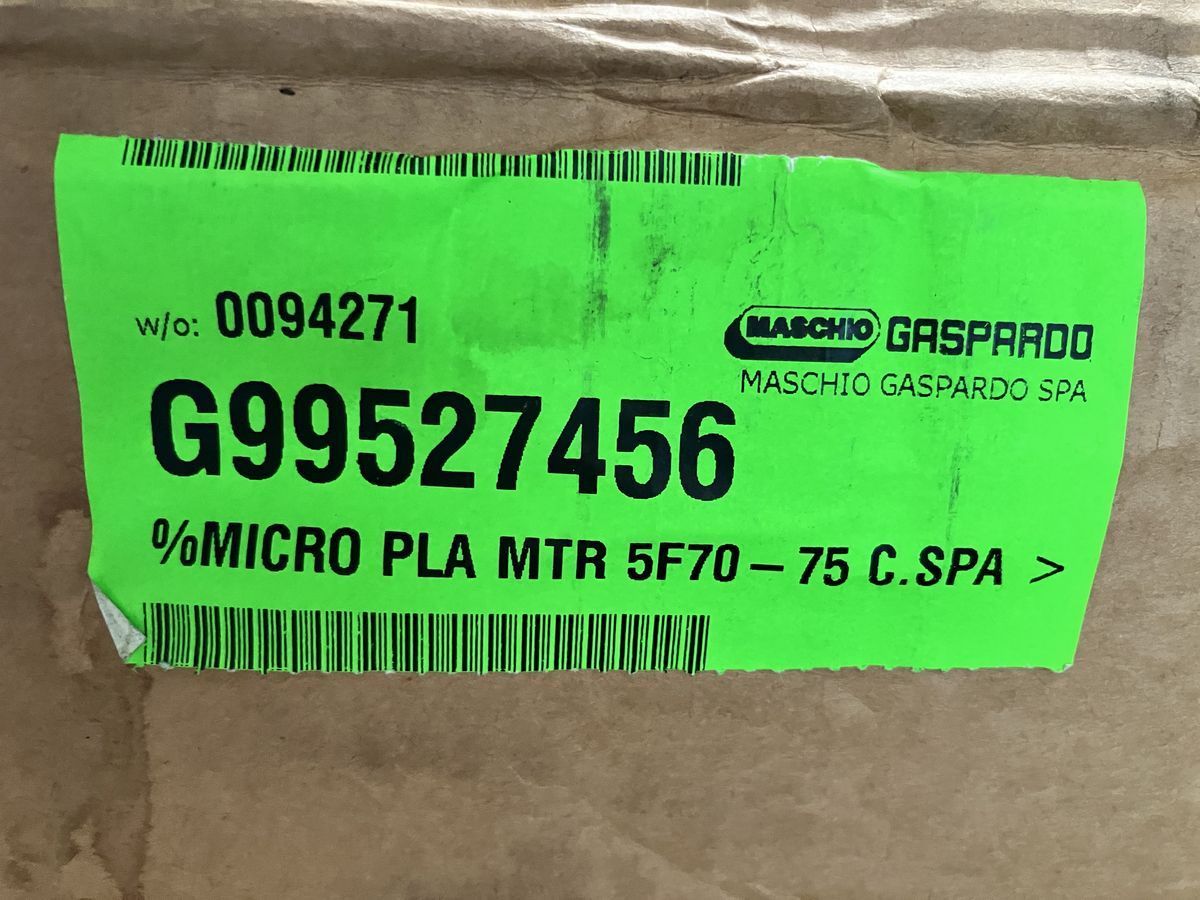 w/o: 0094271
MASCHIO GASPARDO
MASCHIO GASPARDO SPA
G99527456
%MICRO PLA MTR 5F70-75 C.SPA >